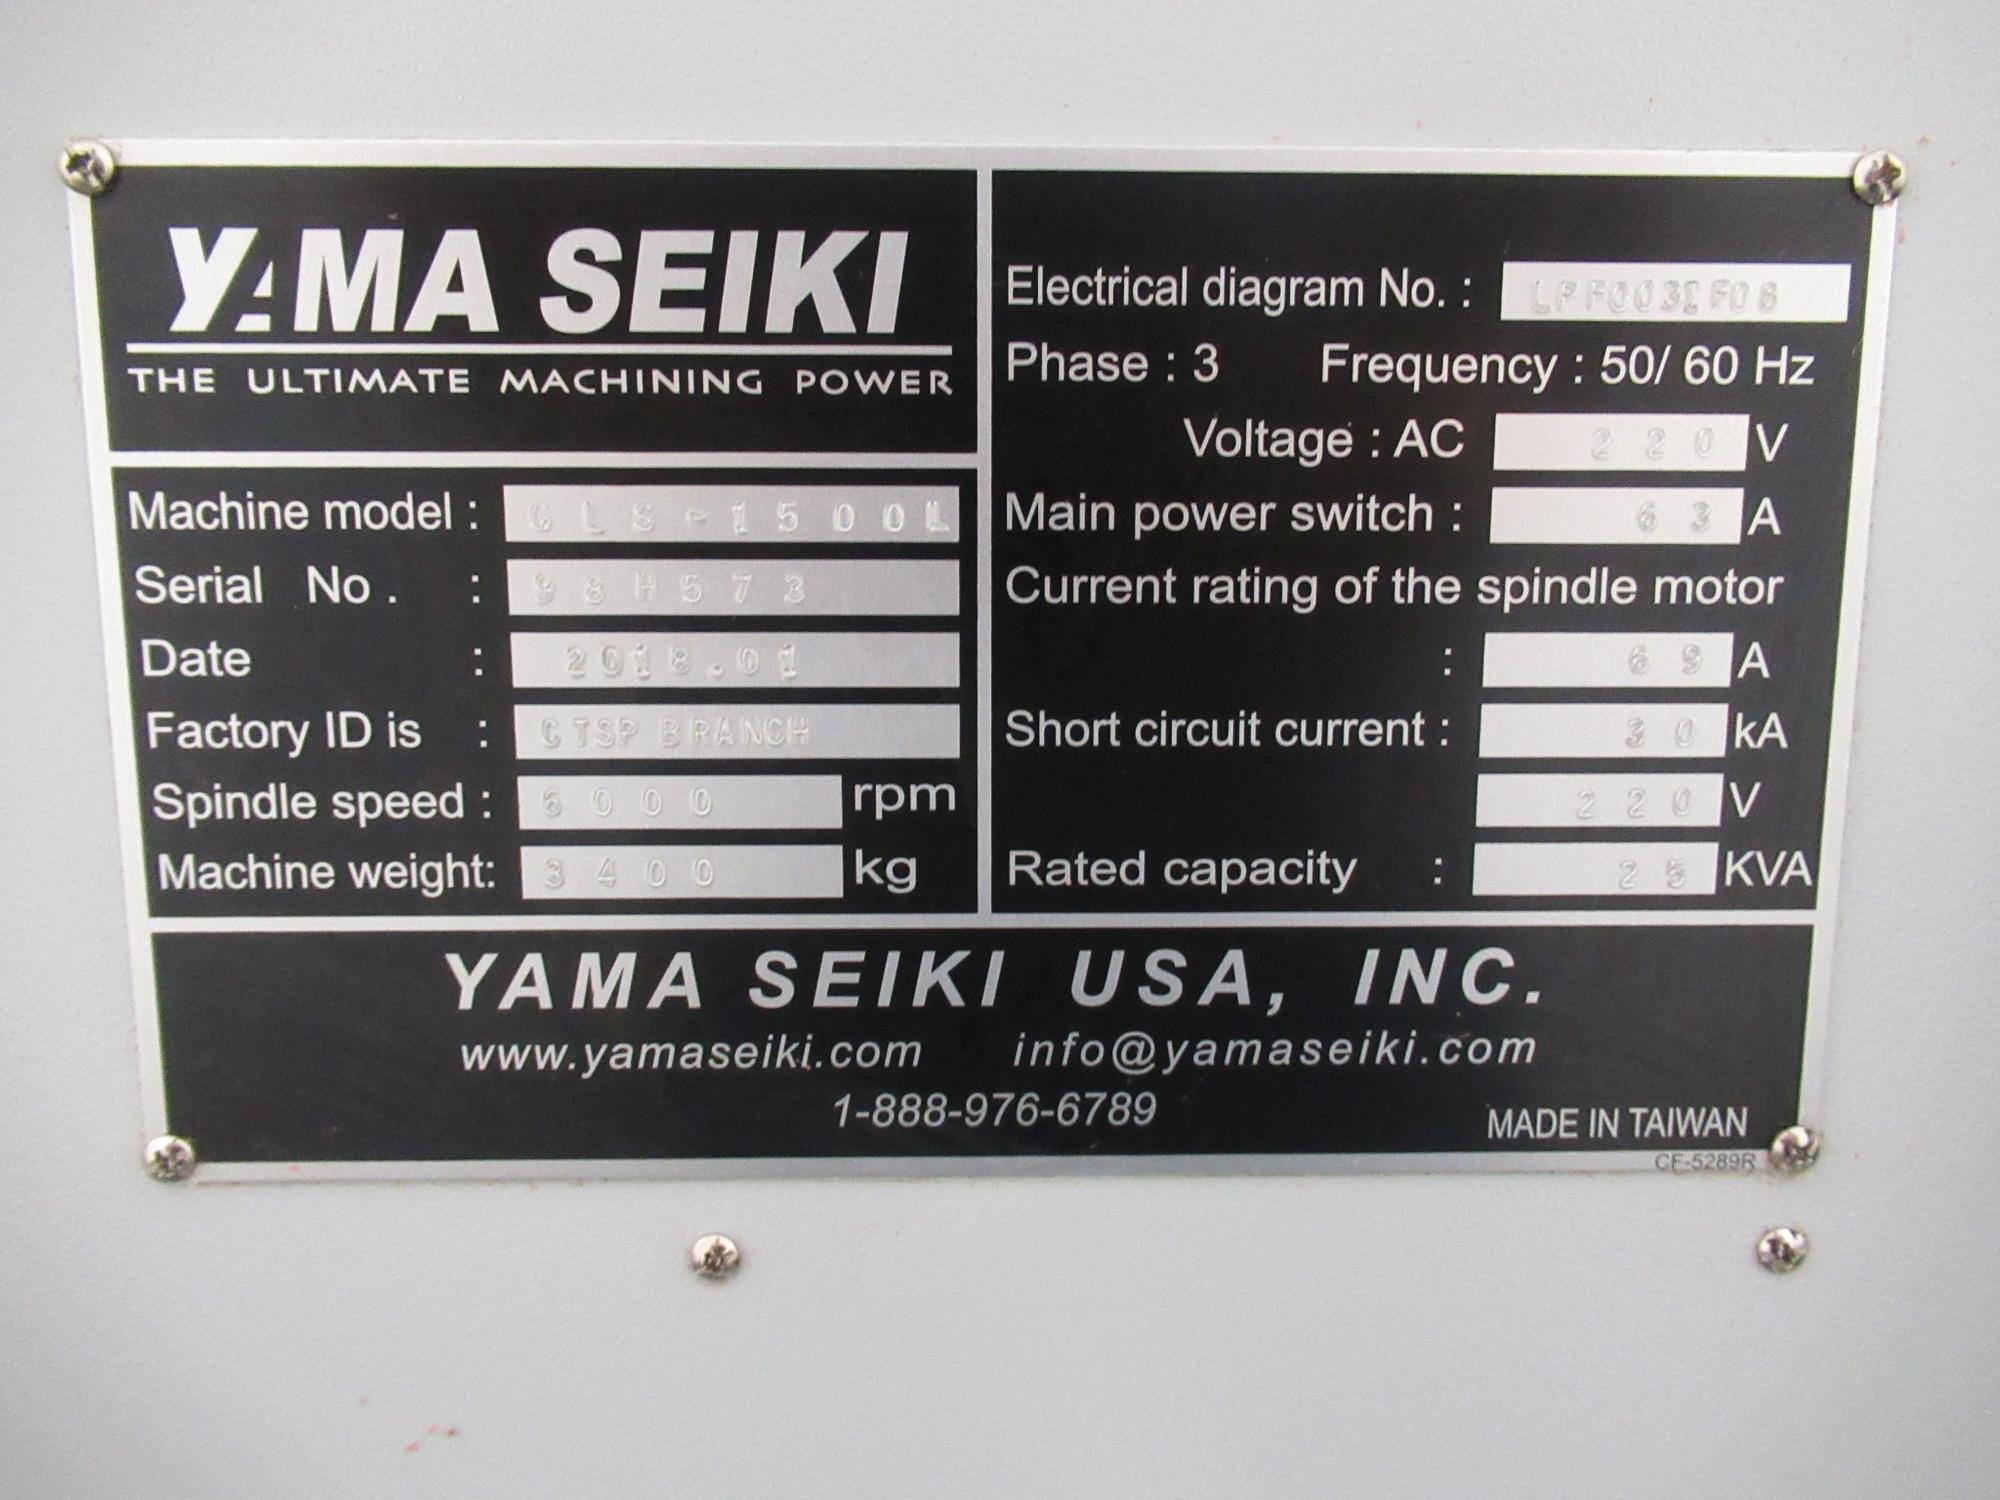 YAMA SEIKI
THE ULTIMATE MACHINING POWER
Machine model : GLS-1500L
Serial No. : 98H573
Date : 2018.01
Factory ID is : CTSP BRANCH
Spindle speed : 6000 rpm
Machine weight: 3400 kg
Electrical diagram No. : LPF003IF08
Phase : 3 Frequency : 50/ 60 Hz
Voltage : AC 220 V
Main power switch : 63 A
Current rating of the spindle motor
: 69 A
Short circuit current : 30 kA
220 V
Rated capacity : 25 KVA
YAMA SEIKI USA, INC.
www.yamaseiki.com info@yamaseiki.com
1-888-976-6789
MADE IN TAIWAN
CF-5289R